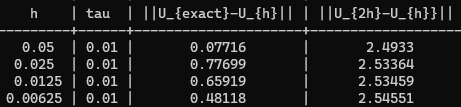 h | tau | ||U_{exact}-U_{h}|| | ||U_{2h}-U_{h}}||
0.05 | 0.01 | 0.07716 | 2.4933
0.025 | 0.01 | 0.77699 | 2.53364
0.0125 | 0.01 | 0.65919 | 2.53459
0.00625 | 0.01 | 0.48118 | 2.54551